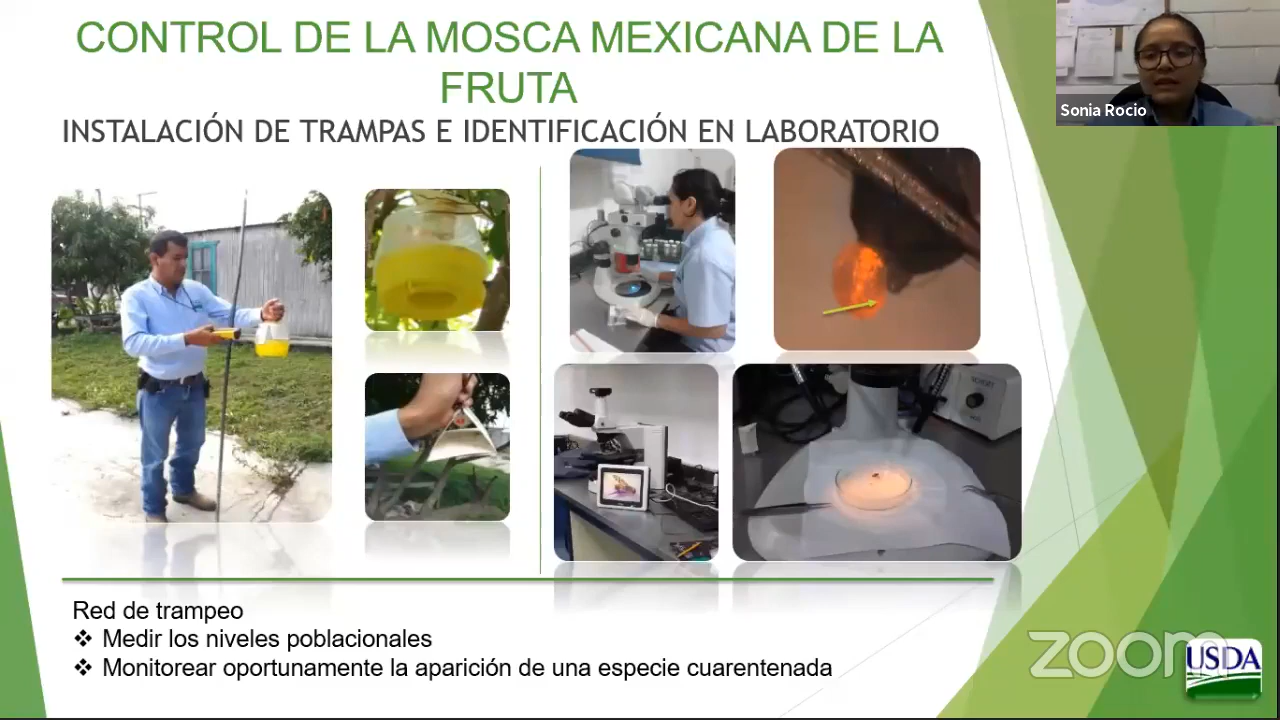 CONTROL DE LA MOSCA MEXICANA DE LA
FRUTA
INSTALACIÓN DE TRAMPAS E IDENTIFICACIÓN EN LABORATORIO
Sonia Rocio
Red de trampeo
❖ Medir los niveles poblacionales
❖ Monitorear oportunamente la aparición de una especie cuarentenada
zoom
USDA